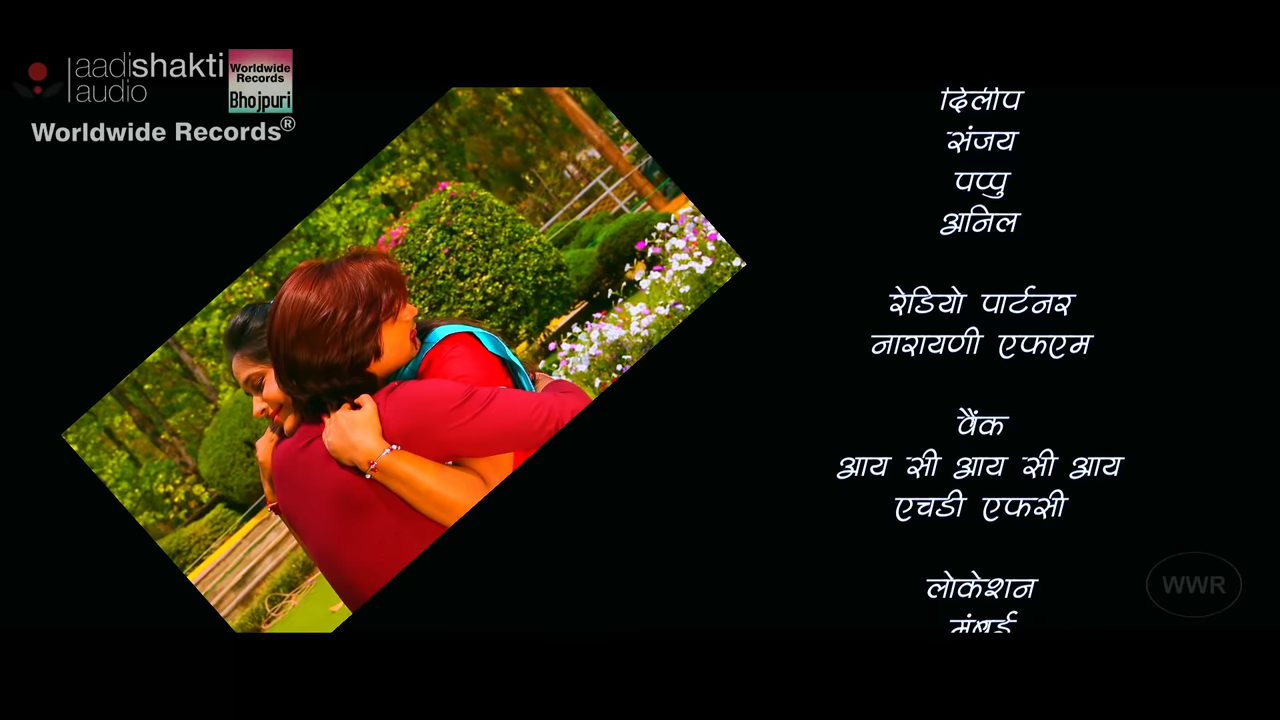 aadishakti
audio
Worldwide
Records
Bhojpuri
Worldwide Records®
दिलीप
संजय
पप्पु
अनिल
रेडियो पार्टनर
नारायणी एफएम
बैंक
आय सी आय सी आय
एचडी एफसी
लोकेशन
मंबई
WWR